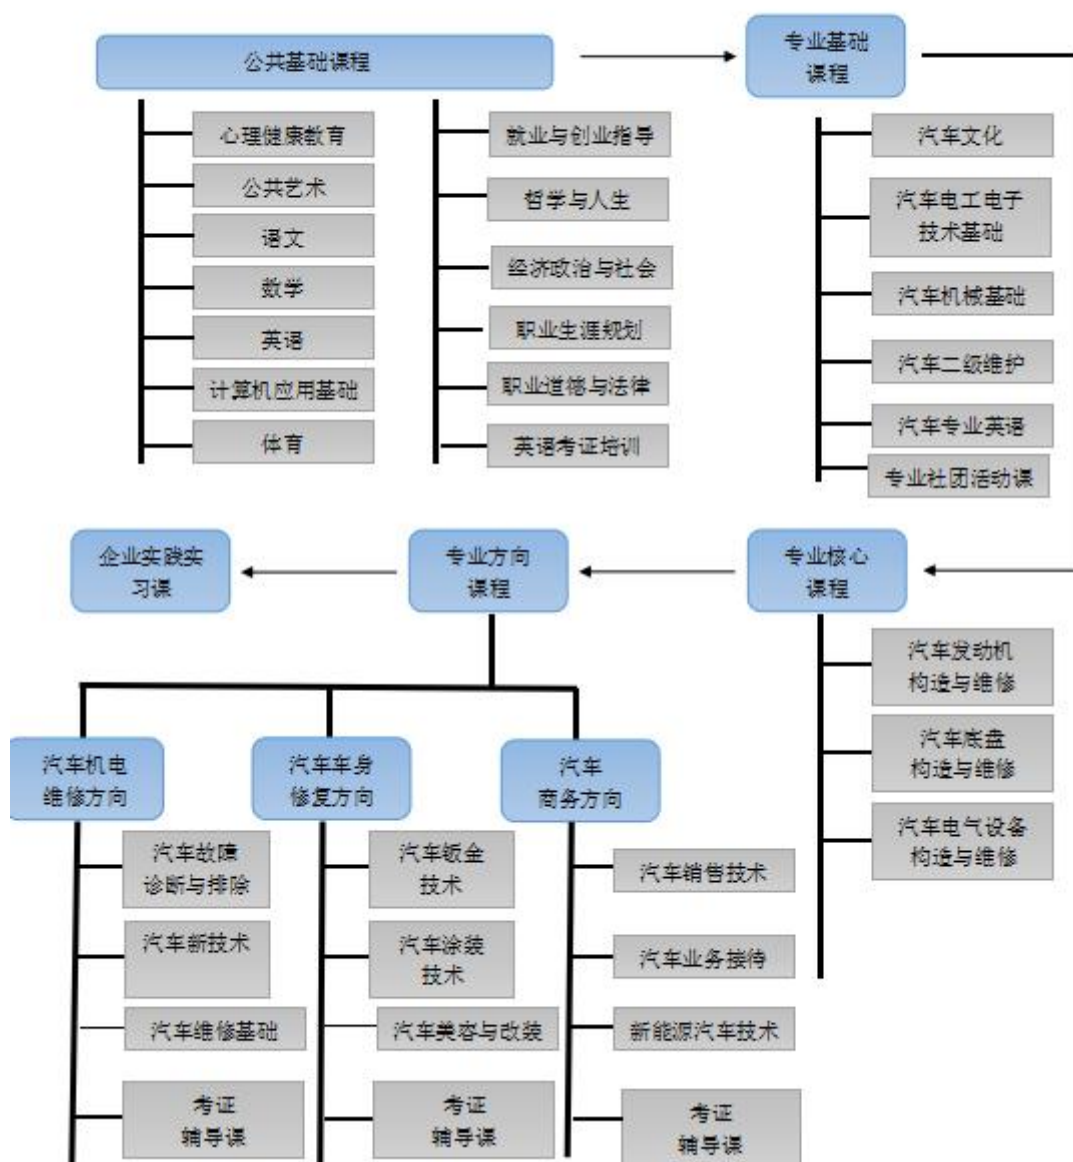 公共基础课程
专业基础
课程
心理健康教育
公共艺术
语文
数学
英语
计算机应用基础
体育
就业与创业指导
哲学与人生
经济政治与社会
职业生涯规划
职业道德与法律
英语考证培训
汽车文化
汽车电工电子
技术基础
汽车机械基础
汽车二级维护
汽车专业英语
专业社团活动课
企业实践实
习课
专业方向
课程
专业核心
课程
汽车发动机
构造与维修
汽车底盘
构造与维修
汽车电气设备
构造与维修
汽车机电
维修方向
汽车故障
诊断与排除
汽车新技术
汽车维修基础
考证
辅导课
汽车车身
修复方向
汽车钣金
技术
汽车涂装
技术
汽车美容与改装
考证
辅导课
汽车
商务方向
汽车销售技术
汽车业务接待
新能源汽车技术
考证
辅导课